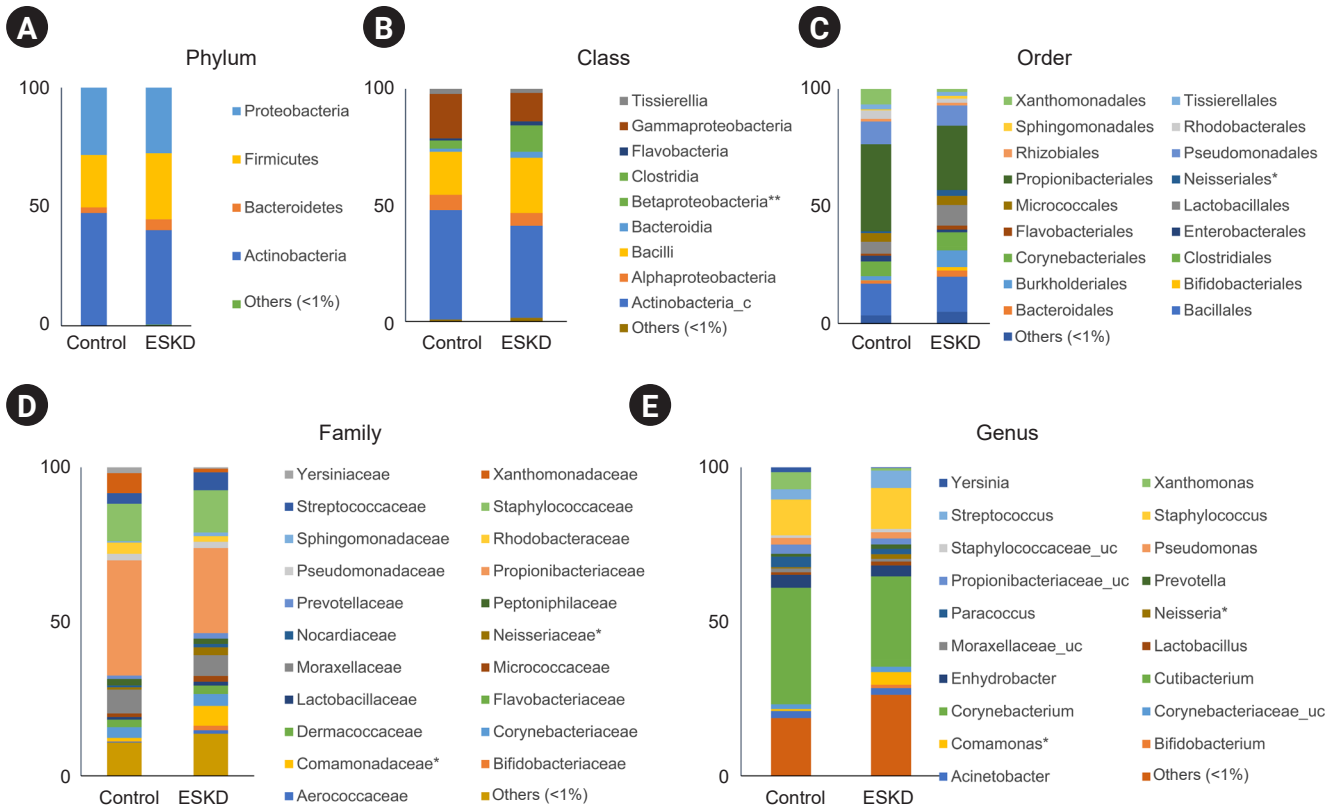 A
Phylum
100
50
0
Control
ESKD
Proteobacteria
Firmicutes
Bacteroidetes
Actinobacteria
Others (<1%)
B
Class
100
50
0
Control
ESKD
Tissierellia
Gammaproteobacteria
Flavobacteria
Clostridia
Betaproteobacteria**
Bacteroidia
Bacilli
Alphaproteobacteria
Actinobacteria_c
Others (<1%)
C
Order
100
50
0
Control
ESKD
Xanthomonadales
Tissierellales
Sphingomonadales
Rhodobacterales
Rhizobiales
Pseudomonadales
Propionibacteriales
Neisseriales*
Micrococcales
Lactobacillales
Flavobacteriales
Enterobacterales
Corynebacteriales
Clostridiales
Burkholderiales
Bifidobacteriales
Bacteroidales
Bacillales
Others (<1%)
D
Family
100
50
0
Control
ESKD
Yersiniaceae
Xanthomonadaceae
Streptococcaceae
Staphylococcaceae
Sphingomonadaceae
Rhodobacteraceae
Pseudomonadaceae
Propionibacteriaceae
Prevotellaceae
Peptoniphilaceae
Nocardiaceae
Neisseriaceae*
Moraxellaceae
Micrococcaceae
Lactobacillaceae
Flavobacteriaceae
Dermacoccaceae
Corynebacteriaceae
Comamonadaceae*
Bifidobacteriaceae
Aerococcaceae
Others (<1%)
E
Genus
100
50
0
Control
ESKD
Yersinia
Xanthomonas
Streptococcus
Staphylococcus
Staphylococcaceae_uc
Pseudomonas
Propionibacteriaceae_uc
Prevotella
Paracoccus
Neisseria*
Moraxellaceae_uc
Lactobacillus
Enhydrobacter
Cutibacterium
Corynebacterium
Corynebacteriaceae_uc
Comamonas*
Bifidobacterium
Acinetobacter
Others (<1%)